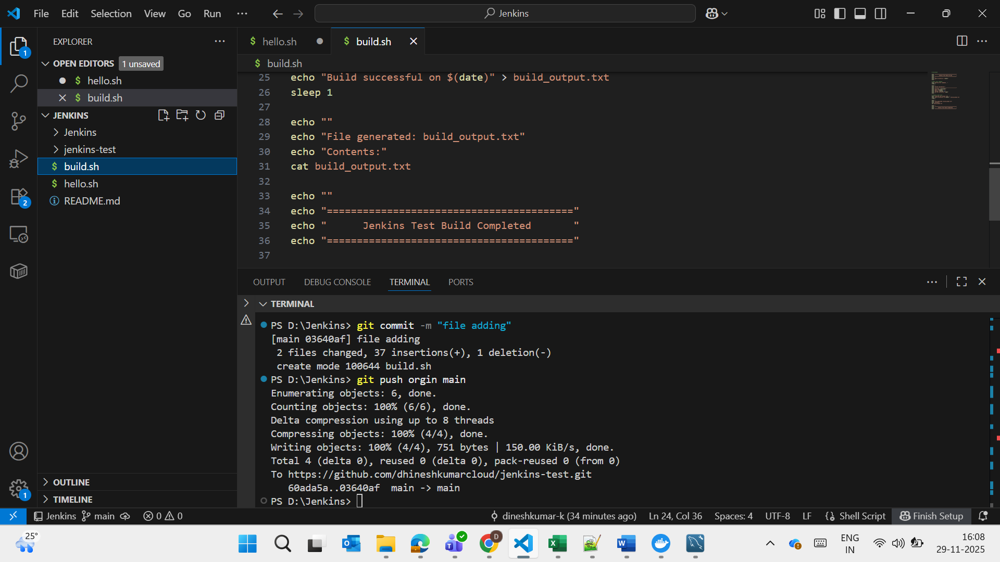 File Edit Selection View Go Run ···
Jenkins
EXPLORER
OPEN EDITORS 1 unsaved
$ hello.sh
$ build.sh
JENKINS
Jenkins
jenkins-test
$ build.sh
$ hello.sh
README.md
OUTLINE
TIMELINE
1
2
1
$ hello.sh
$ build.sh
$ build.sh
25 echo "Build successful on $(date)" > build_output.txt
26 sleep 1
27
28 echo ""
29 echo "File generated: build_output.txt"
30 echo "Contents:"
31 cat build_output.txt
32
33 echo ""
34 echo "========================================="
35 echo "      Jenkins Test Build Completed       "
36 echo "========================================="
37
OUTPUT DEBUG CONSOLE TERMINAL PORTS
TERMINAL
PS D:\Jenkins> git commit -m "file adding"
[main 03640af] file adding
 2 files changed, 37 insertions(+), 1 deletion(-)
 create mode 100644 build.sh
PS D:\Jenkins> git push orgin main
Enumerating objects: 6, done.
Counting objects: 100% (6/6), done.
Delta compression using up to 8 threads
Compressing objects: 100% (4/4), done.
Writing objects: 100% (4/4), 751 bytes | 150.00 KiB/s, done.
Total 4 (delta 0), reused 0 (delta 0), pack-reused 0 (from 0)
To https://github.com/dhineshkumarcloud/jenkins-test.git
   60ada5a..03640af  main -> main
PS D:\Jenkins>
Jenkins main 0 0 dineshkumar-k (34 minutes ago) Ln 24, Col 36 Spaces: 4 UTF-8 LF Shell Script Finish Setup
25°
D
ENG
IN
16:08
29-11-2025